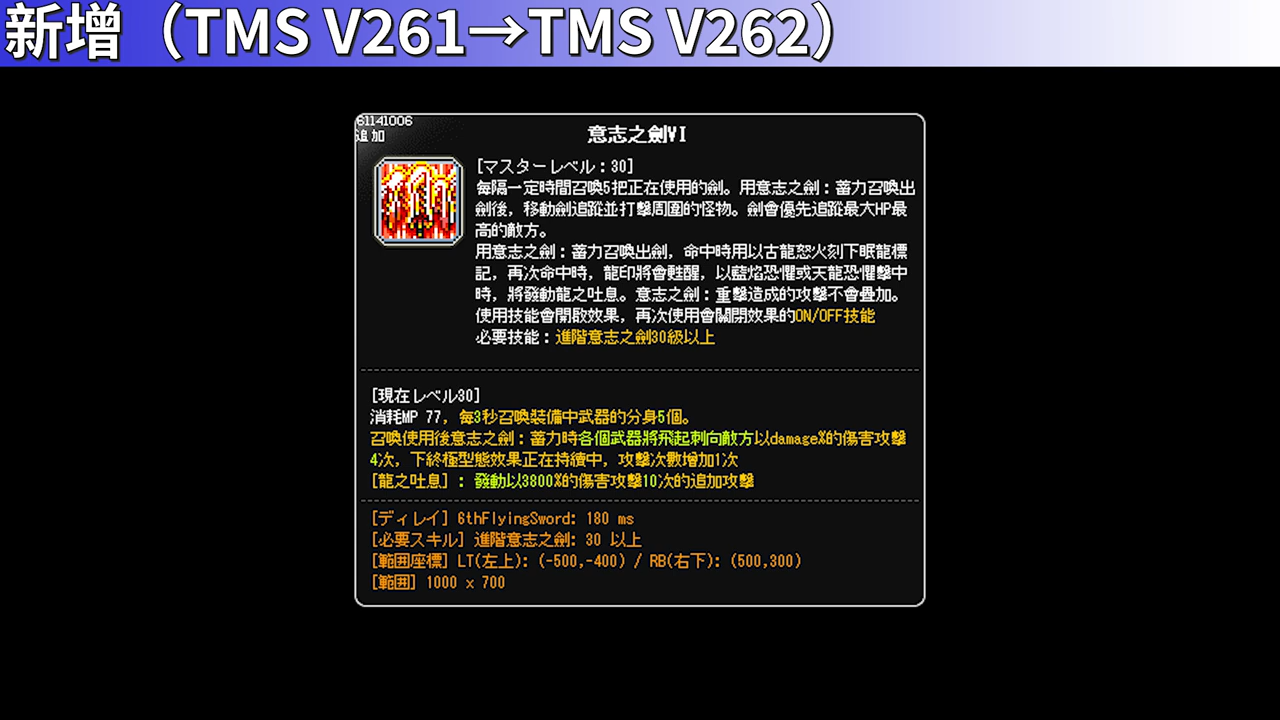 新增（TMS V261→TMS V262）
61141006
追加
意志之劍VI
[マスターレベル：30]
每隔一定時間召喚5把正在使用的劍。用意志之劍：蓄力召喚出
劍後，移動劍追蹤並打擊周圍的怪物。劍會優先追蹤最大HP最
高的敵方。
用意志之劍：蓄力召喚出劍，命中時用以古龍怒火刻下眠龍標
記，再次命中時，龍印將會甦醒，以藍焰恐懼或天龍恐懼擊中
時，將發動龍之吐息。意志之劍：重擊造成的攻擊不會疊加。
使用技能會開啟效果，再次使用會關閉效果的ON/OFF技能
必要技能：進階意志之劍30級以上
[現在レベル30]
消耗MP 77，每3秒召喚裝備中武器的分身5個。
召喚使用後意志之劍：蓄力時各個武器將飛起刺向敵方以damage%的傷害攻擊
4次，下終極型態效果正在持續中，攻擊次數增加1次
[龍之吐息] ：發動以3800%的傷害攻擊10次的追加攻擊
[ディレイ] 6thFlyingSword: 180 ms
[必要スキル] 進階意志之劍: 30 以上
[範囲座標] LT(左上): (-500,-400) / RB(右下): (500,300)
[範囲] 1000 x 700